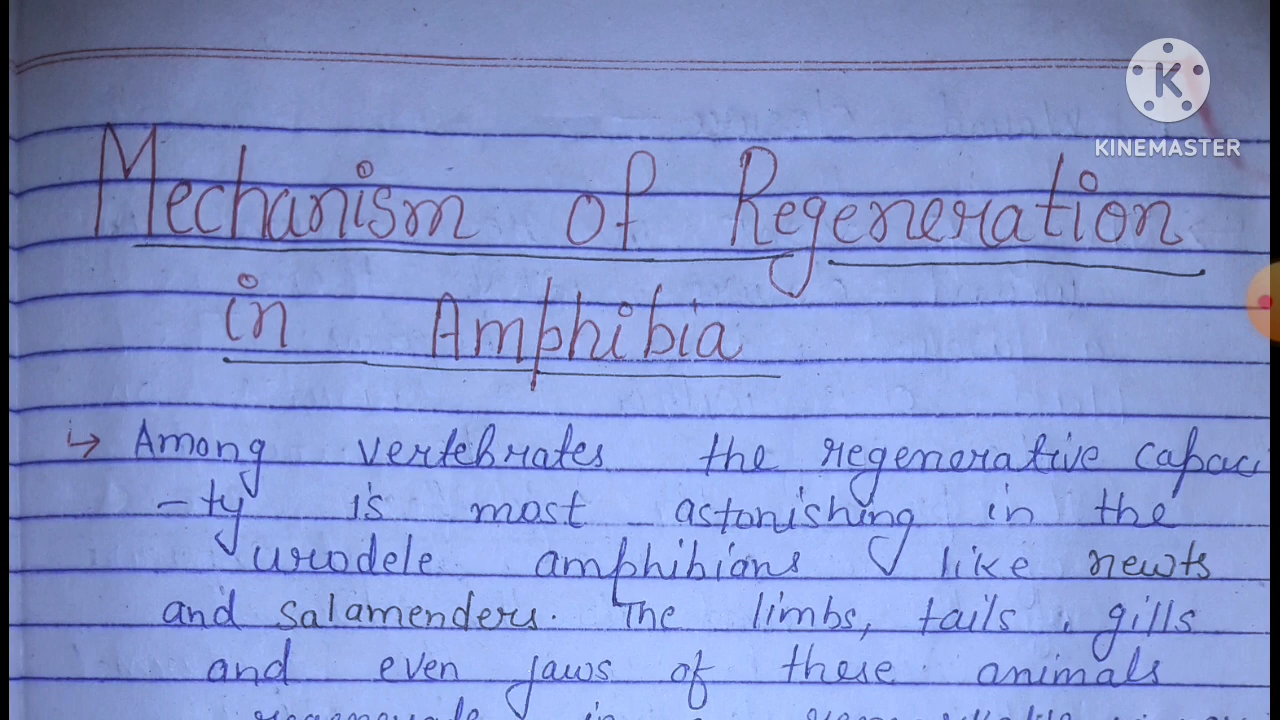 K
KINEMASTER
Mechanism of Regeneration
in Amphibia
↳ Among vertebrates the regenerative capaci
-ty is most astonishing in the
urodele amphibians like newts
and salamenders. The limbs, tails, gills
and even jaws of these animals
in a